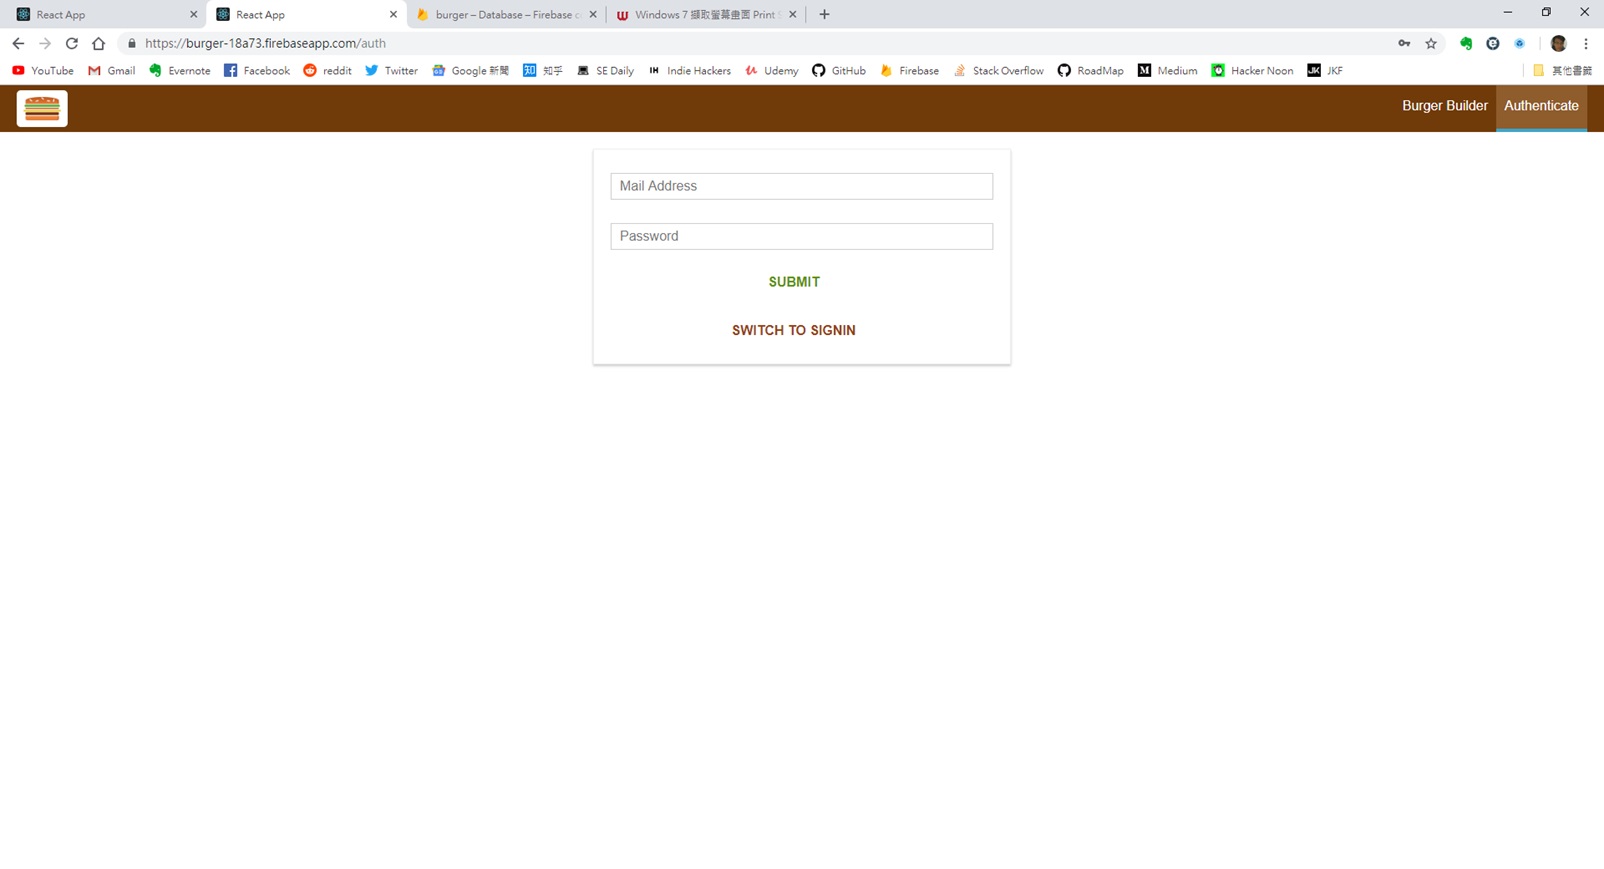 React App
React App
burger – Database – Firebase c
Windows 7 擷取螢幕畫面 Print S
https://burger-18a73.firebaseapp.com/auth
YouTube Gmail Evernote Facebook reddit Twitter Google 新聞 知乎 SE Daily IH Indie Hackers Udemy GitHub Firebase Stack Overflow RoadMap Medium Hacker Noon JKF 其他書籤
Burger Builder Authenticate
Mail Address
Password
SUBMIT
SWITCH TO SIGNIN